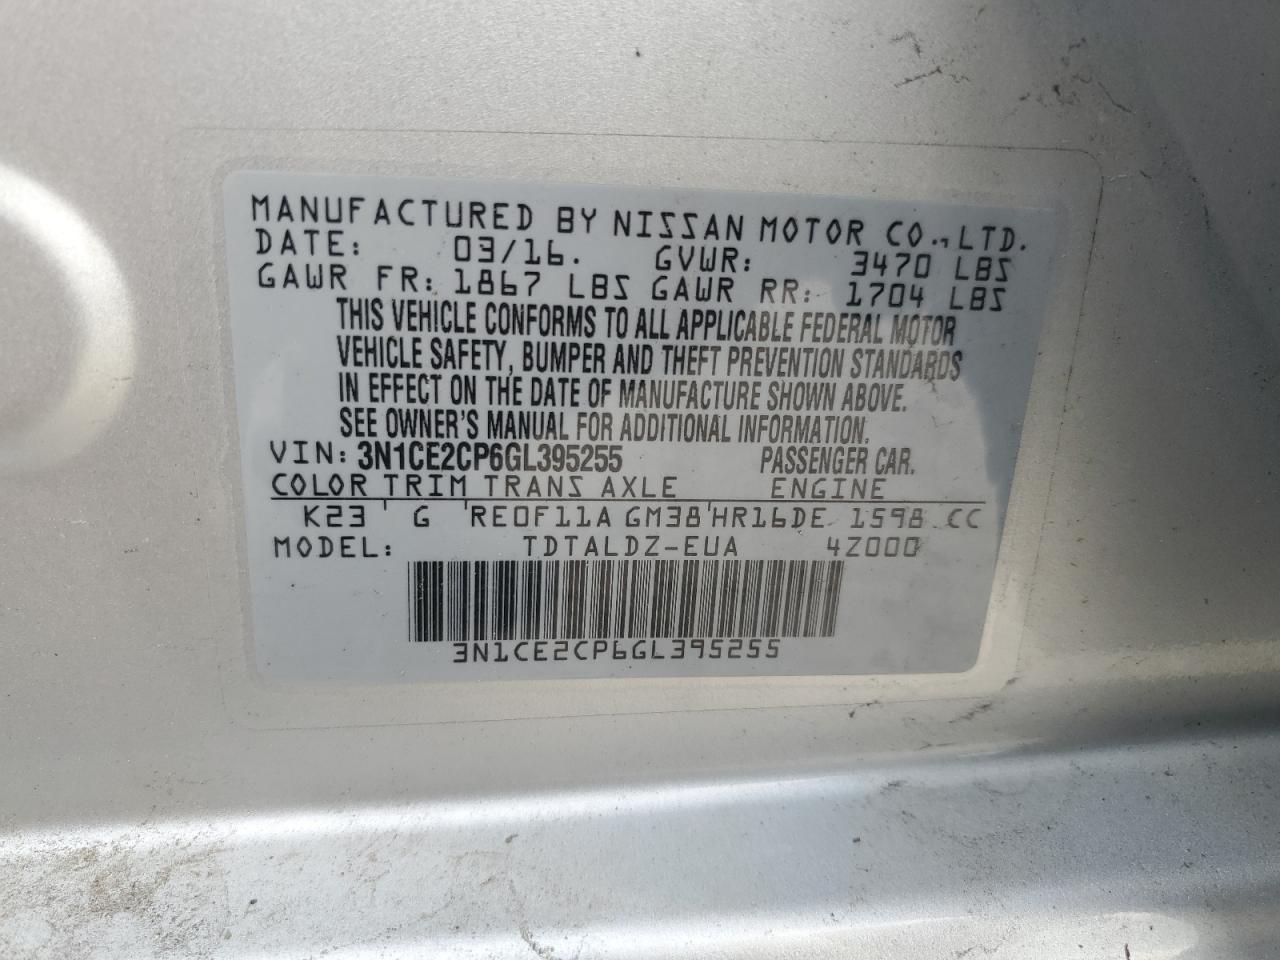 MANUFACTURED BY NISSAN MOTOR CO., LTD.
DATE: 03/16. GVWR: 3470 LBS
GAWR FR: 1867 LBS GAWR RR: 1704 LBS
THIS VEHICLE CONFORMS TO ALL APPLICABLE FEDERAL MOTOR
VEHICLE SAFETY, BUMPER AND THEFT PREVENTION STANDARDS
IN EFFECT ON THE DATE OF MANUFACTURE SHOWN ABOVE.
SEE OWNER'S MANUAL FOR ADDITIONAL INFORMATION.
VIN: 3N1CE2CP6GL395255 PASSENGER CAR.
COLOR TRIM TRANS AXLE ENGINE
K23 ' G ' RE0F11A GM38 ' HR16DE 1598 CC
MODEL: TDTALDZ-EUA 4Z000
3N1CE2CP6GL395255